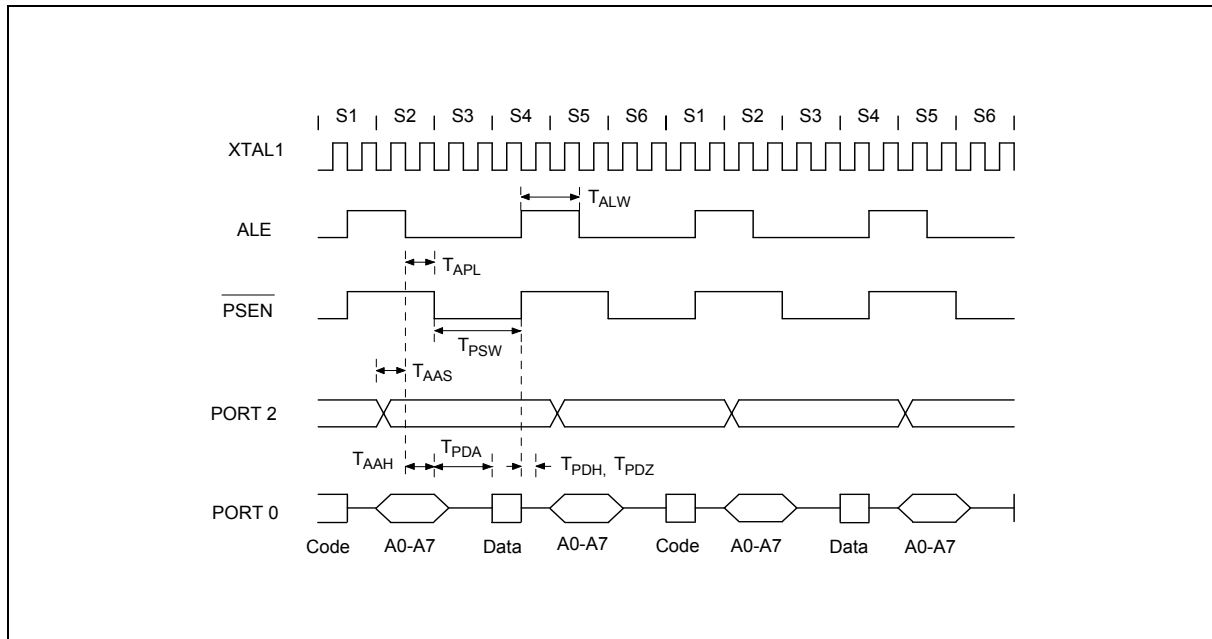 S1 S2 S3 S4 S5 S6 S1 S2 S3 S4 S5 S6
XTAL1
TALW
ALE
TAPL
PSEN
TPSW
TAAS
PORT 2
TAAH TPDA TPDH, TPDZ
PORT 0
Code A0-A7 Data A0-A7 Code A0-A7 Data A0-A7